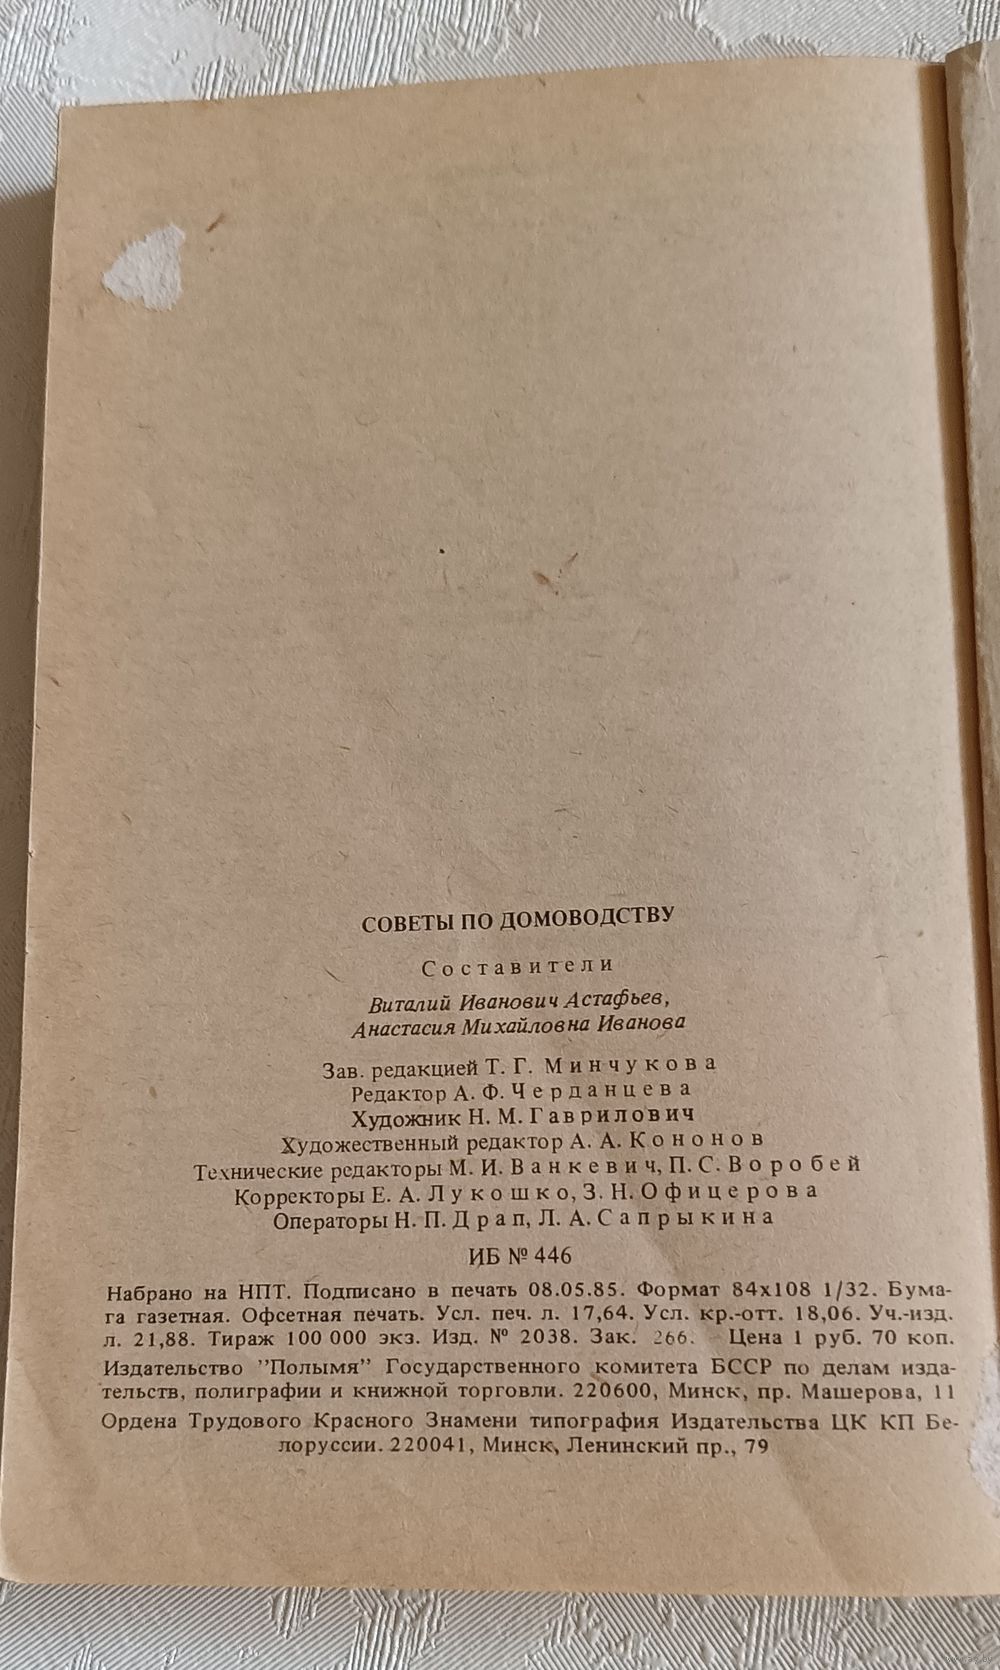 СОВЕТЫ ПО ДОМОВОДСТВУ
Составители
Виталий Иванович Астафьев,
Анастасия Михайловна Иванова
Зав. редакцией Т. Г. Минчукова
Редактор А. Ф. Черданцева
Художник Н. М. Гаврилович
Художественный редактор А. А. Кононов
Технические редакторы М. И. Ванкевич, П. С. Воробей
Корректоры Е. А. Лукошко, З. Н. Офицерова
Операторы Н. П. Драп, Л. А. Сапрыкина
ИБ № 446
Набрано на НПТ. Подписано в печать 08.05.85. Формат 84х108 1/32. Бума-
га газетная. Офсетная печать. Усл. печ. л. 17,64. Усл. кр.-отт. 18,06. Уч.-изд.
л. 21,88. Тираж 100 000 экз. Изд. № 2038. Зак. 266. Цена 1 руб. 70 коп.
Издательство "Полымя" Государственного комитета БССР по делам изда-
тельств, полиграфии и книжной торговли. 220600, Минск, пр. Машерова, 11
Ордена Трудового Красного Знамени типография Издательства ЦК КП Бе-
лоруссии. 220041, Минск, Ленинский пр., 79